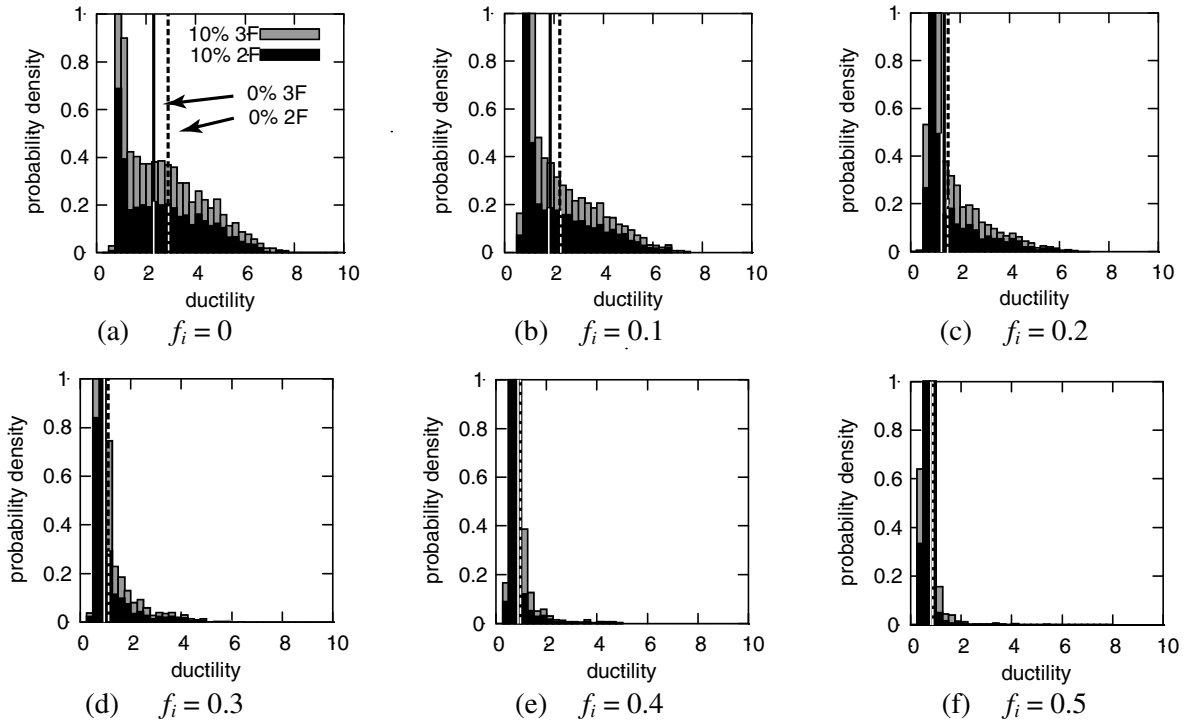 1
10% 3F
10% 2F
0% 3F
0% 2F
0.8
0.6
0.4
0.2
0
probability density
0 2 4 6 8 10
ductility
(a) f_i = 0
1
0.8
0.6
0.4
0.2
0
probability density
0 2 4 6 8 10
ductility
(b) f_i = 0.1
1
0.8
0.6
0.4
0.2
0
probability density
0 2 4 6 8 10
ductility
(c) f_i = 0.2
1
0.8
0.6
0.4
0.2
0
probability density
0 2 4 6 8 10
ductility
(d) f_i = 0.3
1
0.8
0.6
0.4
0.2
0
probability density
0 2 4 6 8 10
ductility
(e) f_i = 0.4
1
0.8
0.6
0.4
0.2
0
probability density
0 2 4 6 8 10
ductility
(f) f_i = 0.5